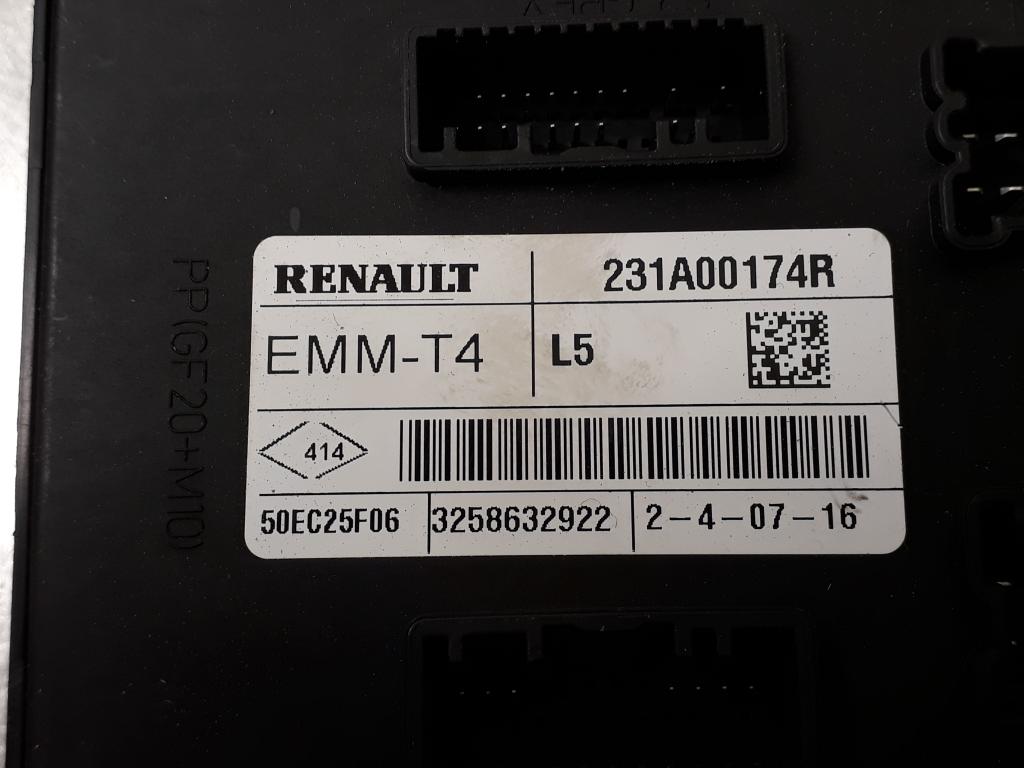 RENAULT 231A00174R
EMM-T4 L5
414
50EC25F06 3258632922 2-4-07-16
PP(GF20+M10)